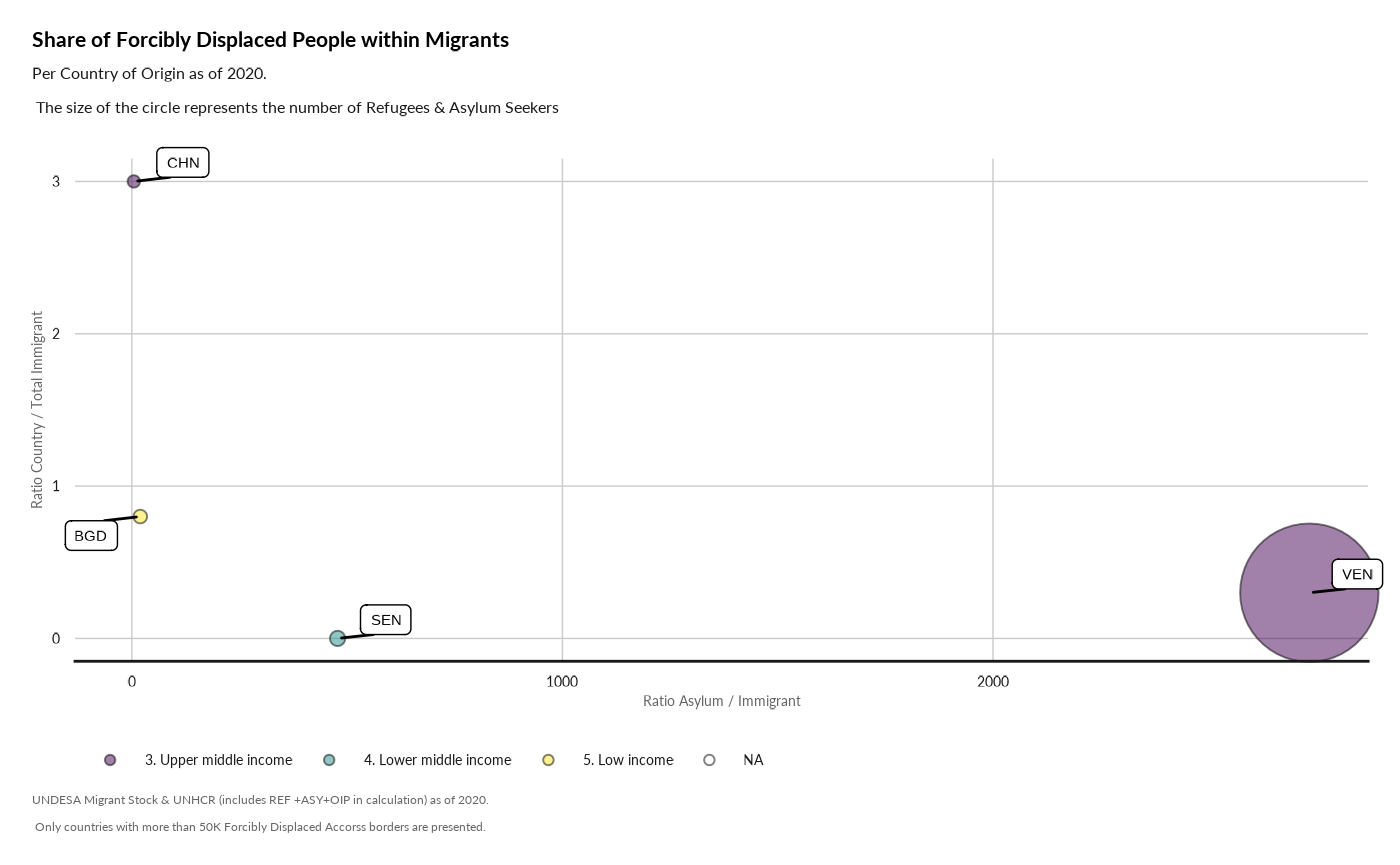 Share of Forcibly Displaced People within Migrants
Per Country of Origin as of 2020.
The size of the circle represents the number of Refugees & Asylum Seekers
CHN
3
2
1
0
Ratio Country / Total Immigrant
BGD
SEN
VEN
0
1000
2000
Ratio Asylum / Immigrant
3. Upper middle income
4. Lower middle income
5. Low income
NA
UNDESA Migrant Stock & UNHCR (includes REF +ASY+OIP in calculation) as of 2020.
Only countries with more than 50K Forcibly Displaced Accorss borders are presented.